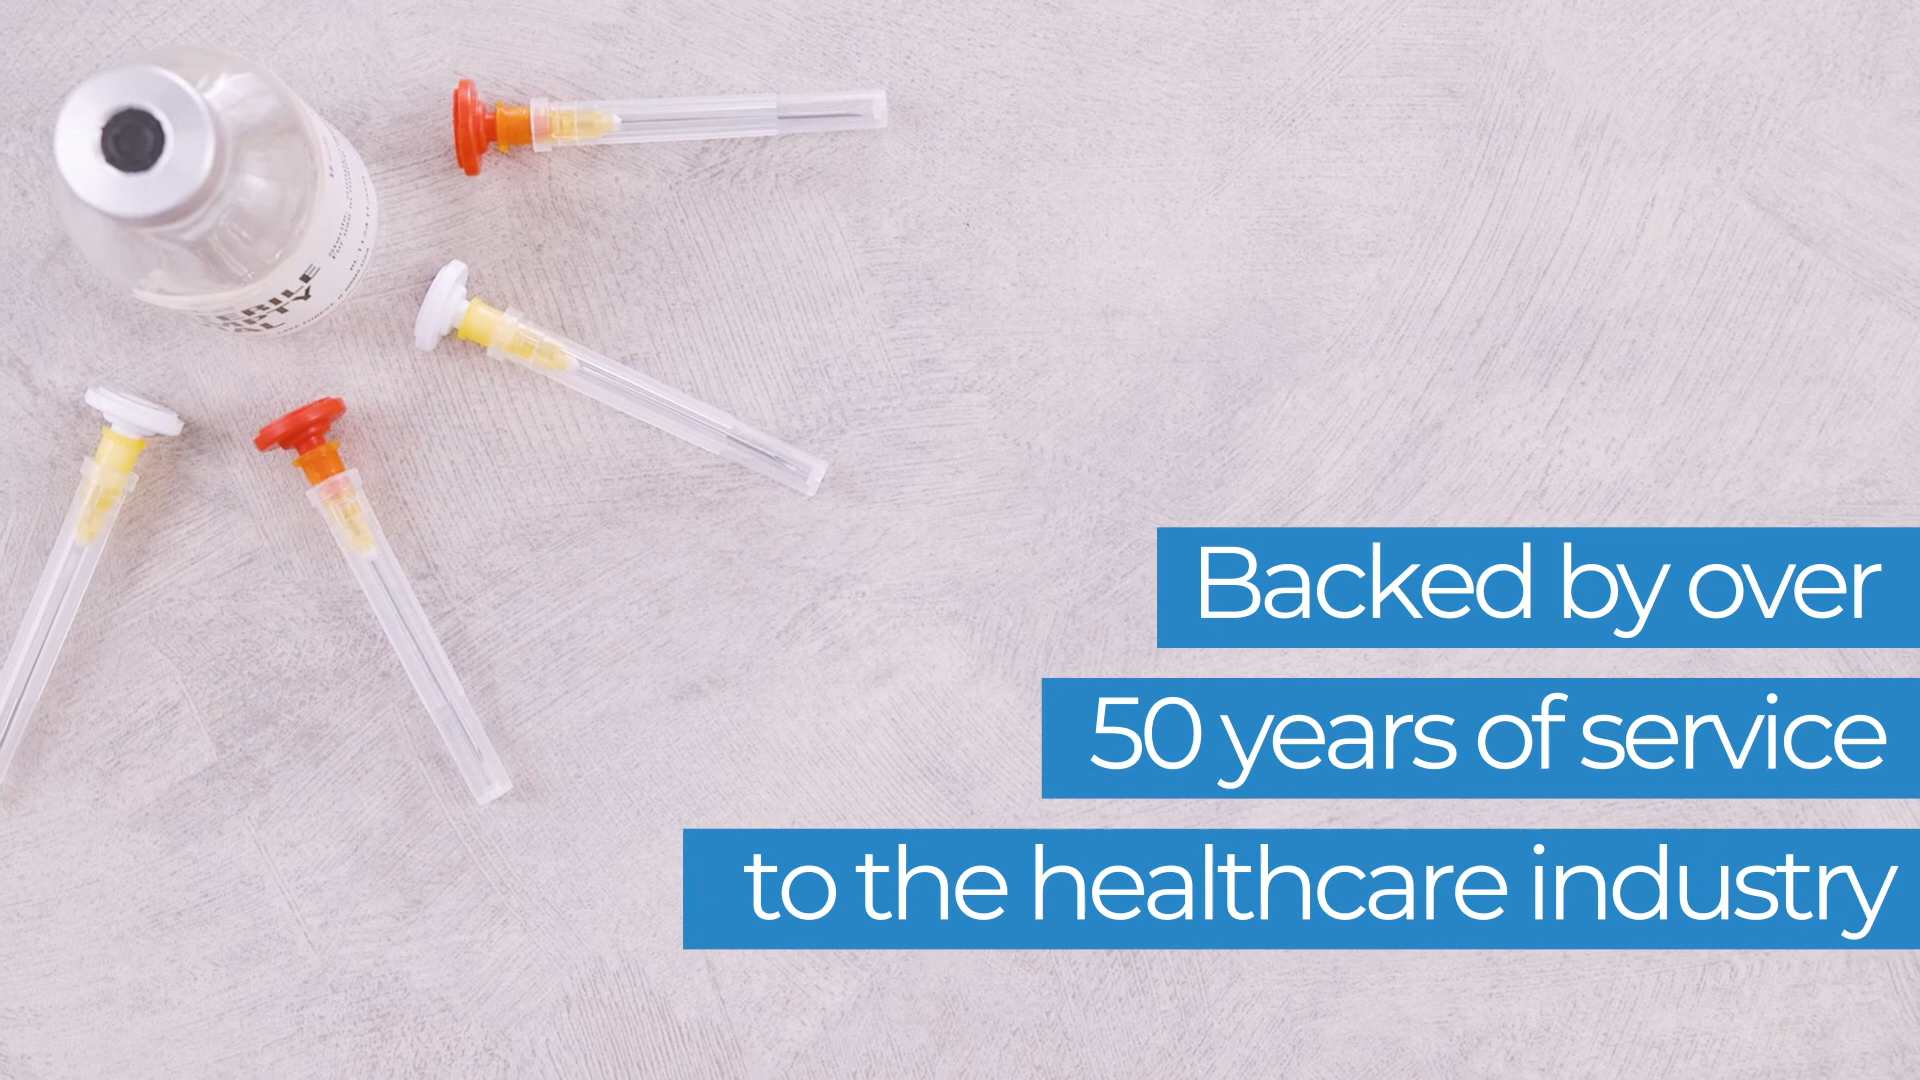 Backed by over
50 years of service
to the healthcare industry